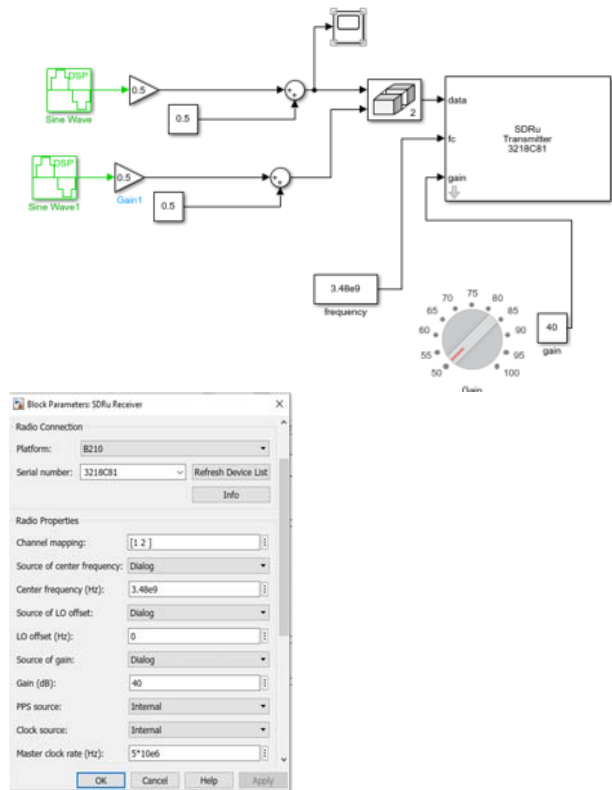 DSP
Sine Wave
0.5
0.5
2
data
fc
gain
SDRu
Transmitter
3218C81
DSP
Sine Wave1
0.5
Gain1
0.5
3.48e9
frequency
50
55
60
65
70
75
80
85
90
95
100
Gain
40
gain
Block Parameters: SDRu Receiver
Radio Connection
Platform: B210
Serial number: 3218C81 Refresh Device List
Info
Radio Properties
Channel mapping: [1 2 ]
Source of center frequency: Dialog
Center frequency (Hz): 3.48e9
Source of LO offset: Dialog
LO offset (Hz): 0
Source of gain: Dialog
Gain (dB): 40
PPS source: Internal
Clock source: Internal
Master clock rate (Hz): 5*10e6
OK Cancel Help Apply